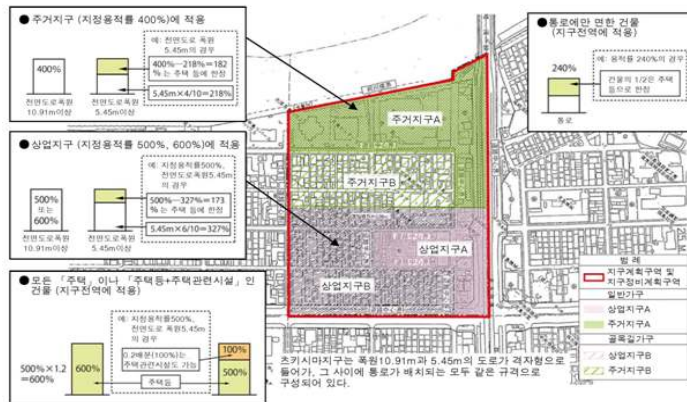 ● 주거지구 (지정용적률 400%)에 적용
예: 전면도로 폭원
5.45m의 경우
400%
400%-218%=182
%는 주택 등에 한정
5.45m×4/10=218%
전면도로폭원
10.91m이상
전면도로폭원
5.45m이상
● 상업지구 (지정용적률 500%, 600%)에 적용
예: 지정용적률500%,
전면도로폭원5.45m
의 경우
500%
또는
600%
500%-327%=173
%는 주택 등에 한정
5.45m×6/10=327%
전면도로폭원
10.91m이상
전면도로폭원
5.45m이상
● 모든 「주택」이나 「주택등+주택관련시설」인
건물 (지구전역에 적용)
예: 지정용적률500%,
전면도로 폭원5.45m
의 경우
0.2배분(100%)는
주택관련시설도 가능
500%×1.2
=600%
600%
주택등
100%
500%
주거지구A
주거지구B
상업지구A
상업지구B
츠키시마지구는 폭원10.91m과 5.45m의 도로가 격자형으로
들어가, 그 사이에 통로가 배치되는 모두 같은 규격으로
구성되어 있다.
● 통로에만 면한 건물
(지구전역에 적용)
예: 용적률 240%의 경우
240%
건물의 1/2은 주택
등으로 한정
통로
범 례
지구계획구역 및
지구정비계획구역
일반가구
상업지구A
주거지구A
골목길가구
상업지구B
주거지구B